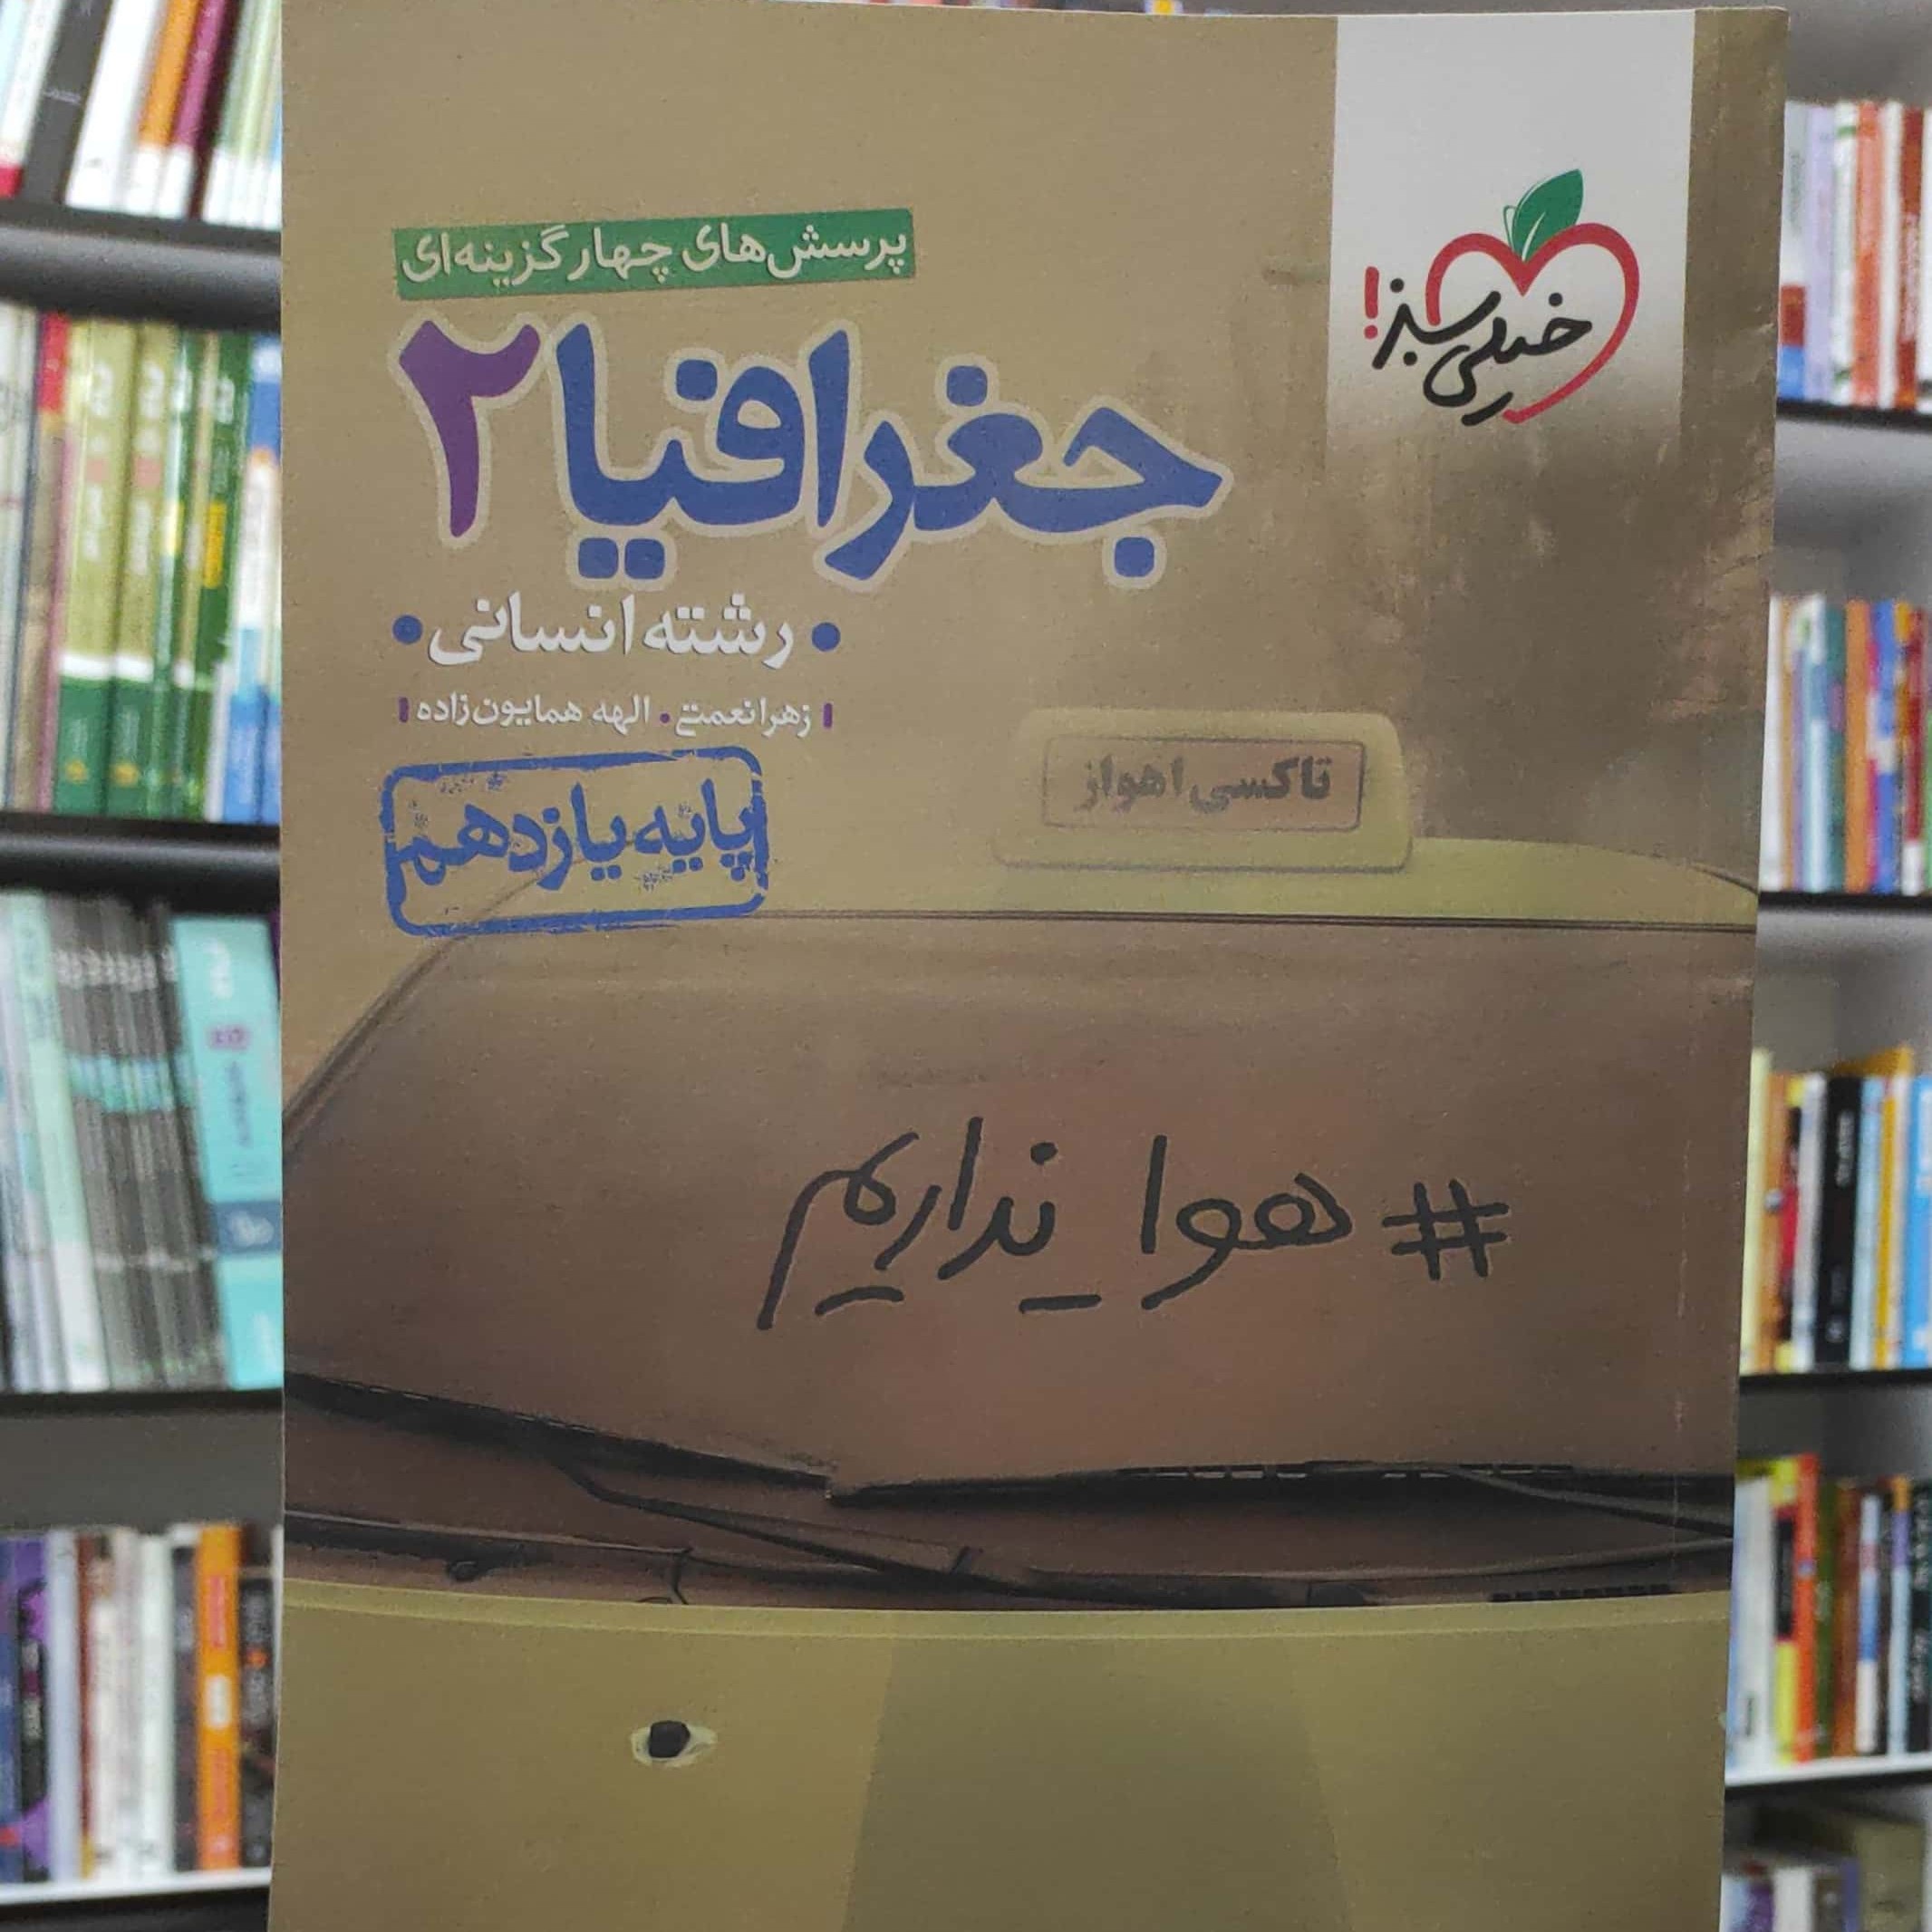 خیلی سبز!
پرسش‌های چهارگزینه‌ای
جغرافیا ۲
• رشته انسانی •
زهرا نعمتی • الهه همایون‌زاده
پایه یازدهم
تاکسی اهواز
# هوا_نداریم